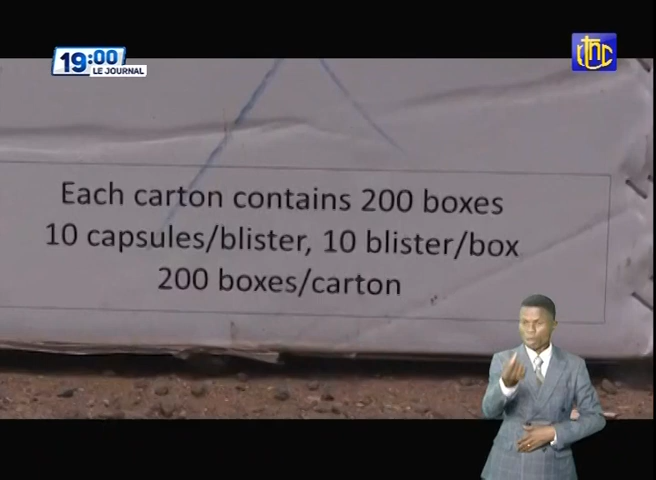 19:00
LE JOURNAL
Each carton contains 200 boxes
10 capsules/blister, 10 blister/box
200 boxes/carton